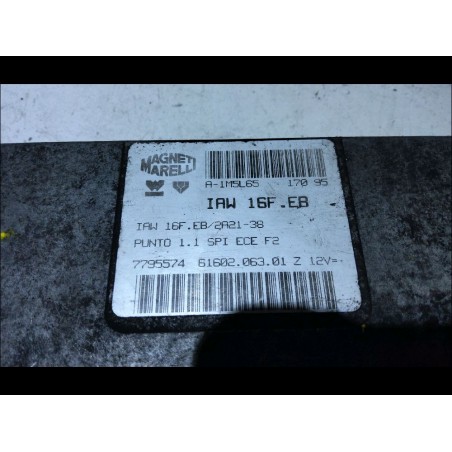 MAGNETI
MARELLI
A-1M5L65 170 95
IAW 16F.EB
IAW 16F.EB/2A21-38
PUNTO 1.1 SPI ECE F2
7795574 61602.063.01 Z 12V=